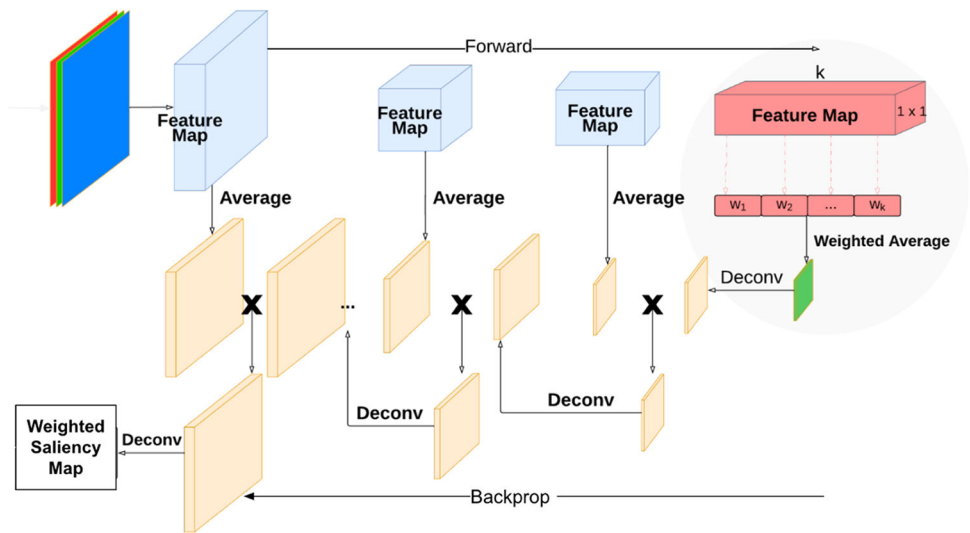 Forward
k
Feature
Map
Feature
Map
Feature
Map
Feature Map
1 x 1
w1 w2 ... wk
Average
Average
Average
Weighted Average
Deconv
X
...
X
X
Deconv
Deconv
Weighted
Saliency
Map
Deconv
Backprop